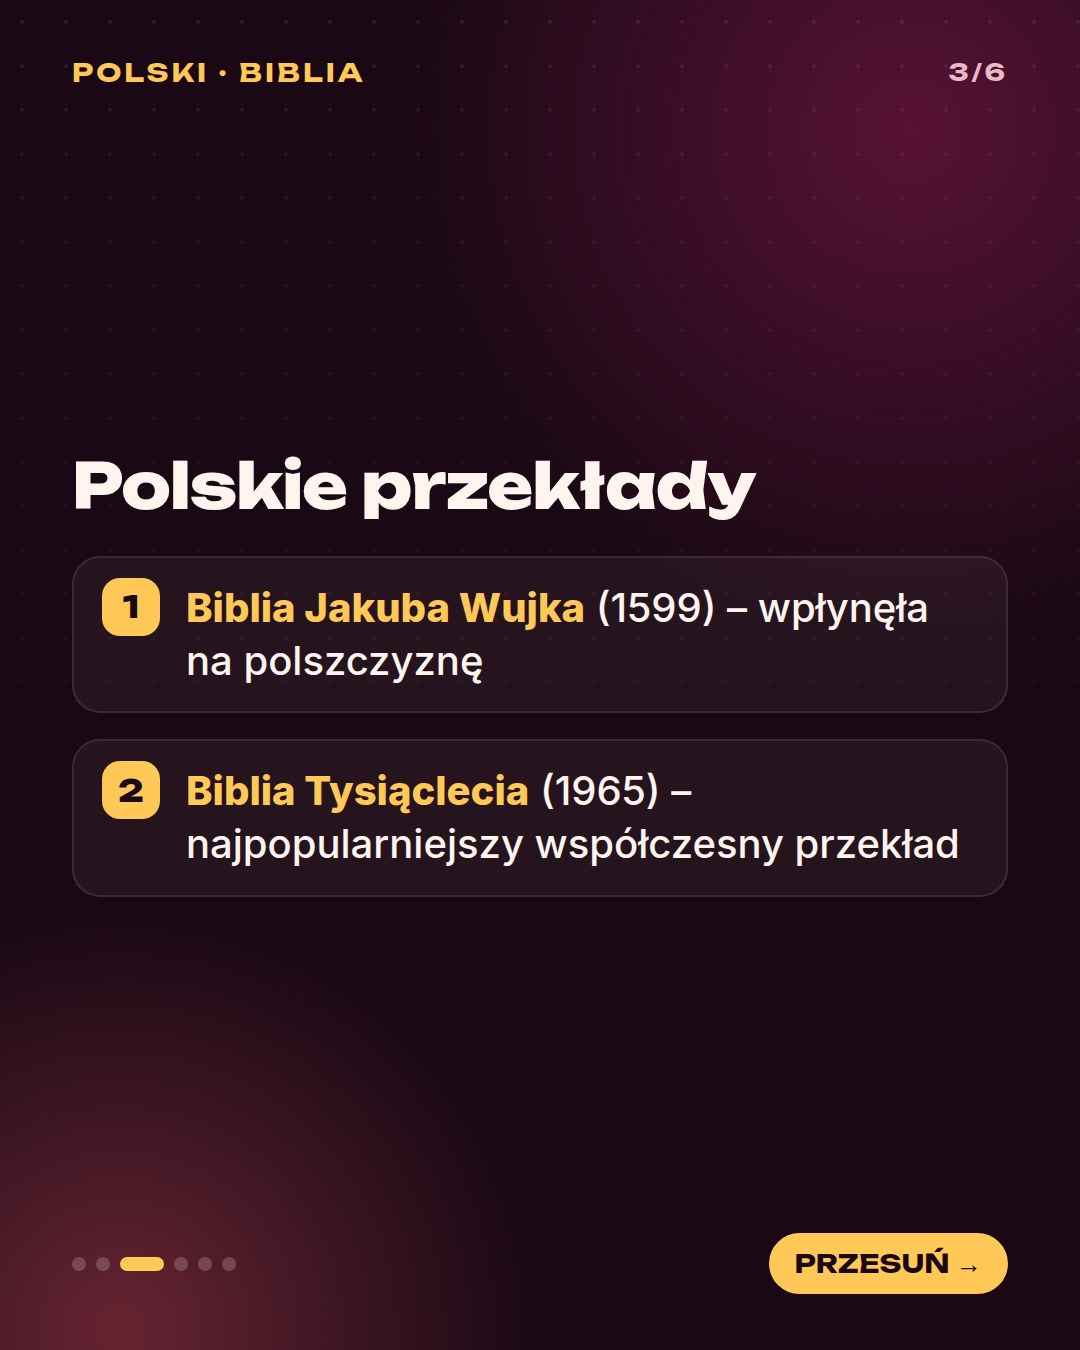 POLSKI · BIBLIA
3/6
Polskie przekłady
1
Biblia Jakuba Wujka (1599) – wpłynęła
na polszczyznę
2
Biblia Tysiąclecia (1965) –
najpopularniejszy współczesny przekład
PRZESUŃ →